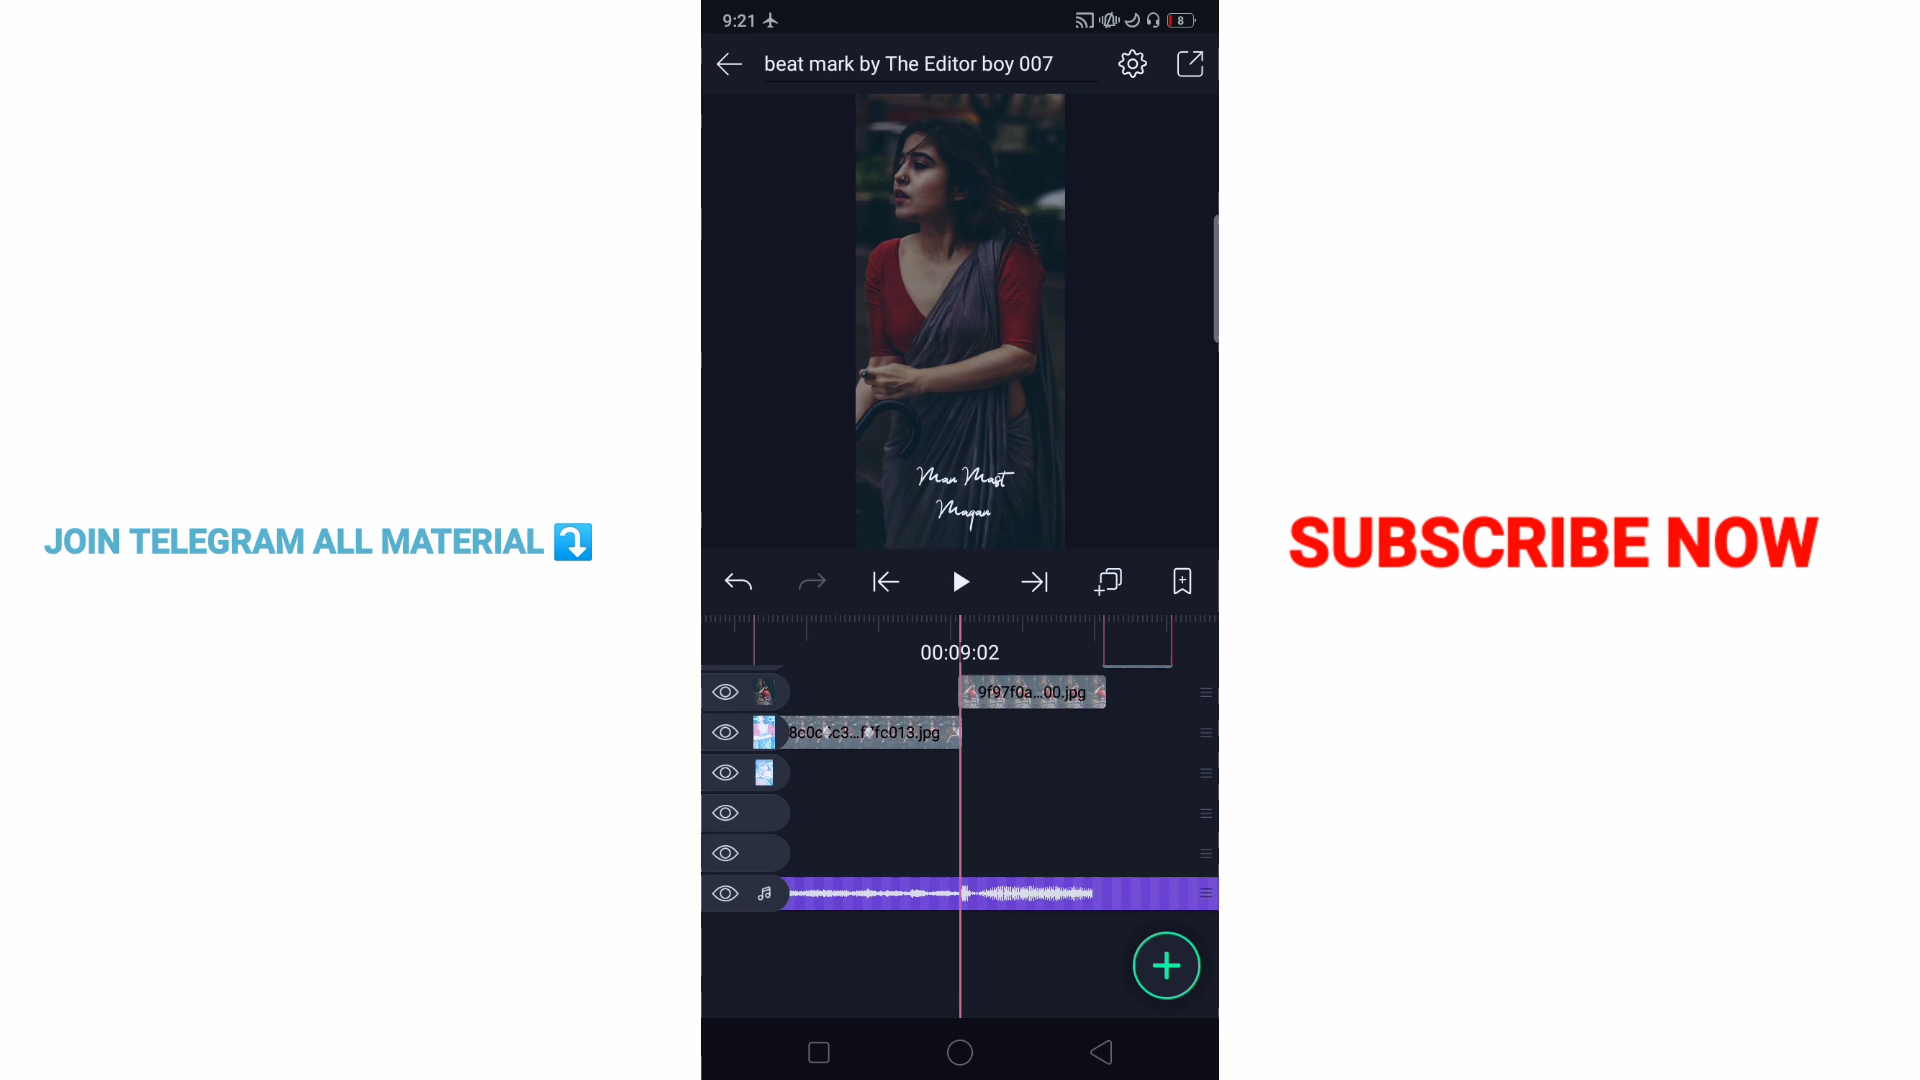 9:21
8
beat mark by The Editor boy 007
Man Mast
Magan
JOIN TELEGRAM ALL MATERIAL
SUBSCRIBE NOW
00:09:02
9f97f0a...00.jpg
fc013.jpg